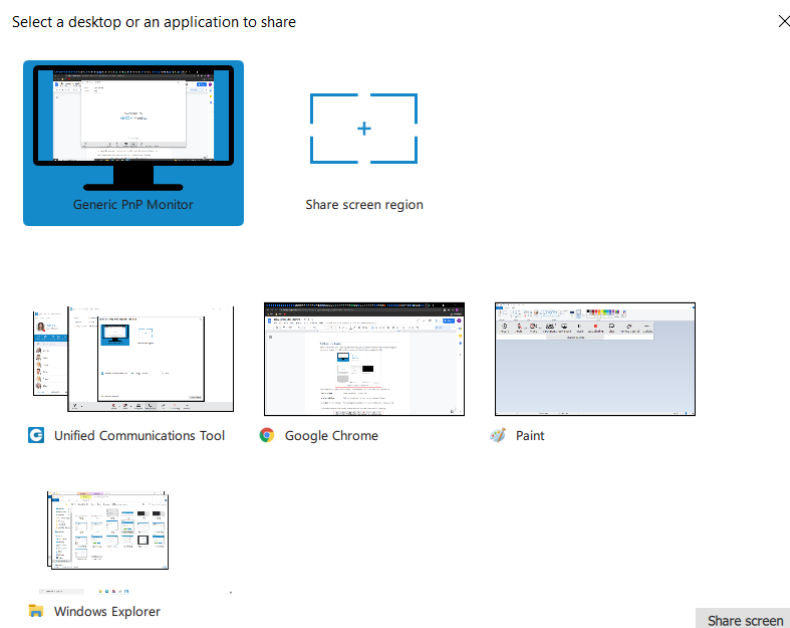 Select a desktop or an application to share
Generic PnP Monitor
Share screen region
Unified Communications Tool
Google Chrome
Paint
Windows Explorer
Share screen